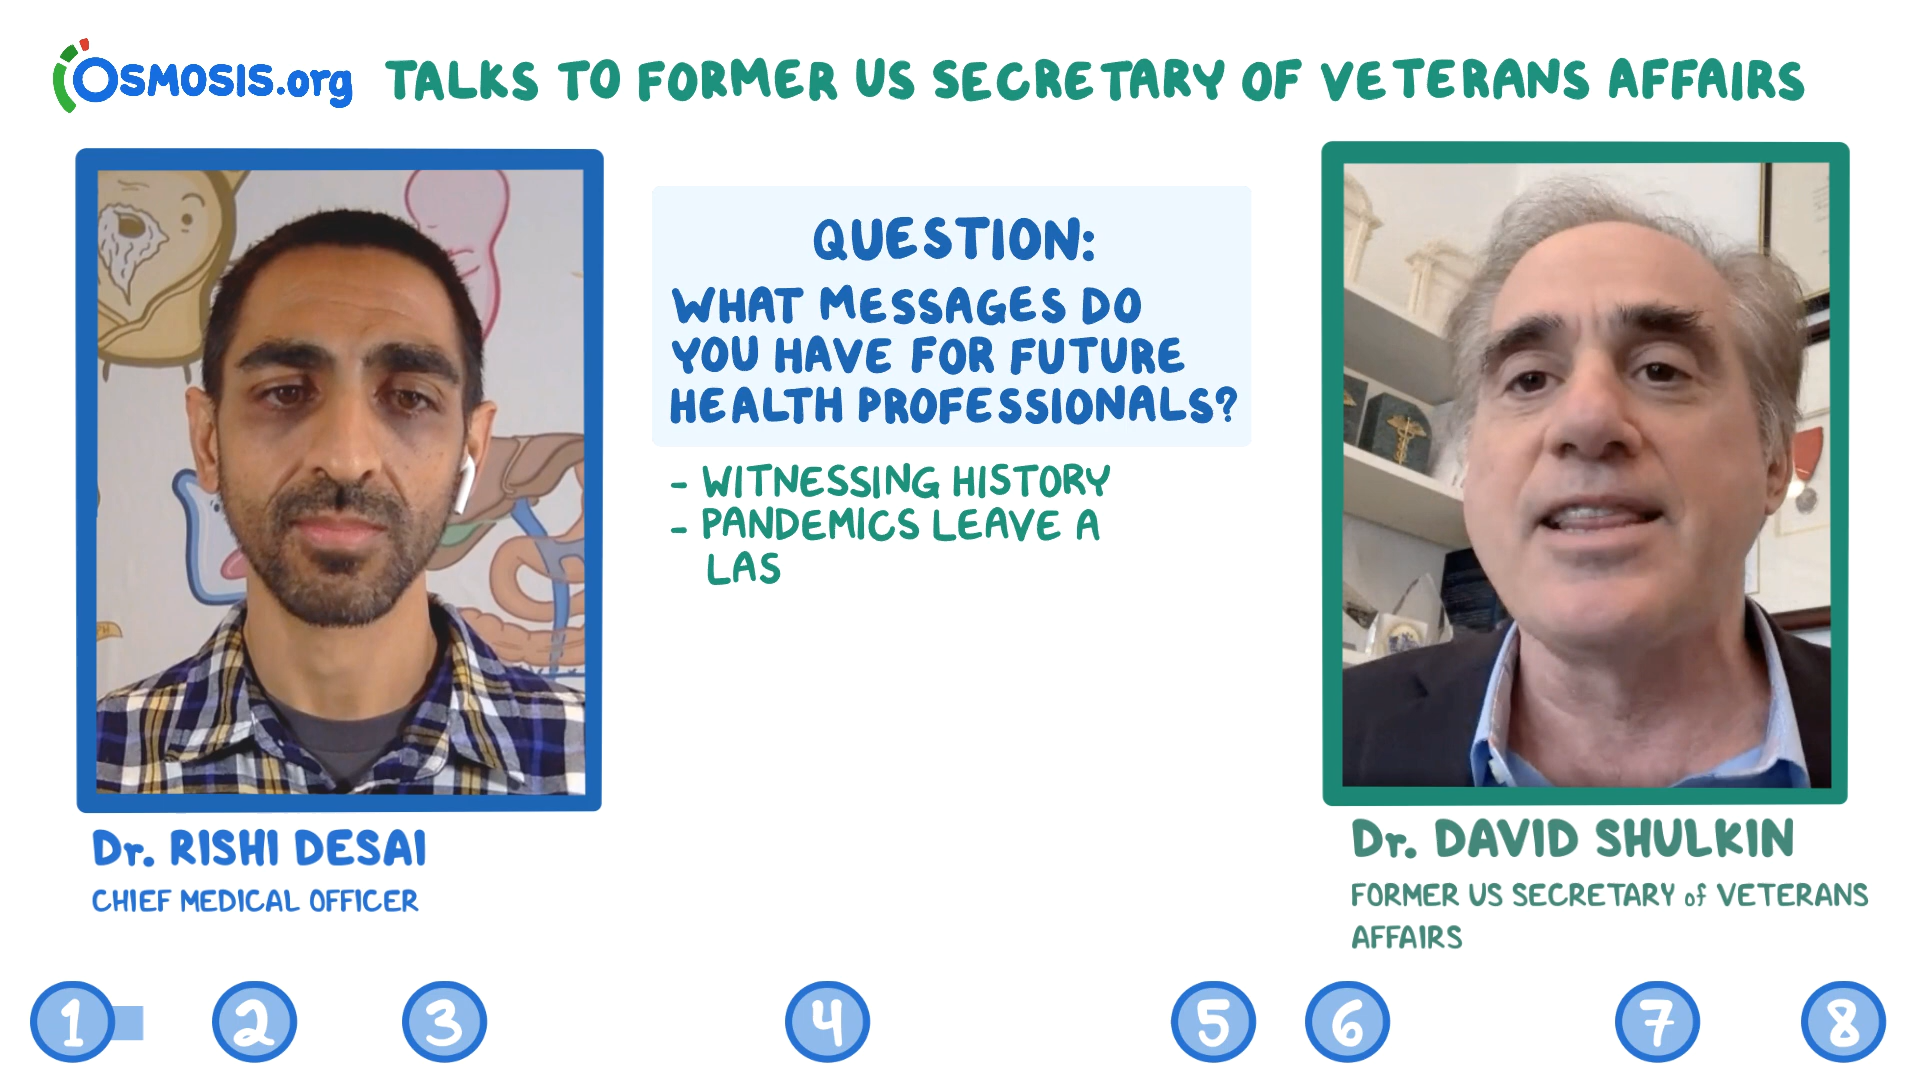 OSMOSIS.org TALKS TO FORMER US SECRETARY OF VETERANS AFFAIRS
QUESTION:
WHAT MESSAGES DO
YOU HAVE FOR FUTURE
HEALTH PROFESSIONALS?
- WITNESSING HISTORY
- PANDEMICS LEAVE A
LAS
Dr. RISHI DESAI
CHIEF MEDICAL OFFICER
Dr. DAVID SHULKIN
FORMER US SECRETARY of VETERANS
AFFAIRS
1 2 3 4 5 6 7 8